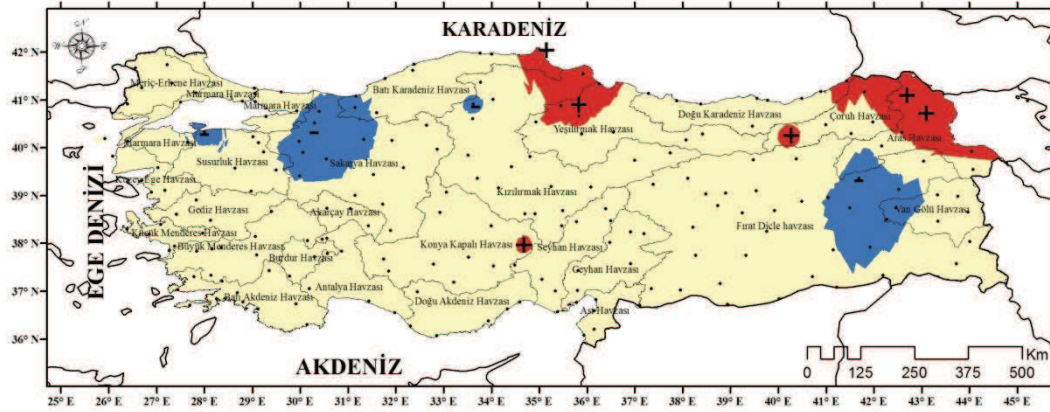 KARADENİZ
42° N
41° N
40° N
39° N
38° N
37° N
36° N
Meriç-Ergene Havzası
Marmara Havzası
Marmara Havzası
Marmara Havzası
Batı Karadeniz Havzası
Yeşilırmak Havzası
Doğu Karadeniz Havzası
Çoruh Havzası
Aras Havzası
Susurluk Havzası
Sakarya Havzası
Kuzey Ege Havzası
Kızılırmak Havzası
Gediz Havzası
Akarçay Havzası
Fırat Dicle havzası
Van Gölü Havzası
Küçük Menderes Havzası
Büyük Menderes Havzası
Konya Kapalı Havzası
Seyhan Havzası
Burdur Havzası
Ceyhan Havzası
Antalya Havzası
Batı Akdeniz Havzası
Doğu Akdeniz Havzası
Asi Havzası
EGE DENİZİ
AKDENİZ
Km
0 125 250 375 500
25° E 26° E 27° E 28° E 29° E 30° E 31° E 32° E 33° E 34° E 35° E 36° E 37° E 38° E 39° E 40° E 41° E 42° E 43° E 44° E 45° E